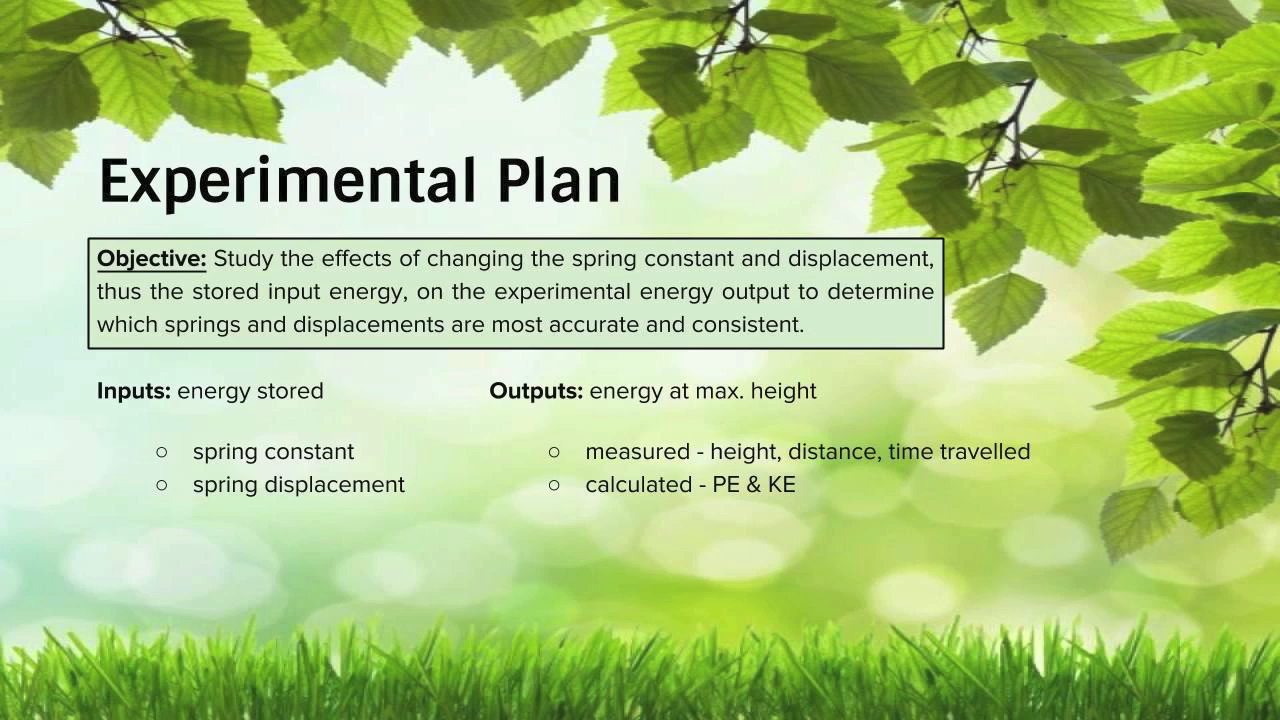 Experimental Plan
Objective: Study the effects of changing the spring constant and displacement,
thus the stored input energy, on the experimental energy output to determine
which springs and displacements are most accurate and consistent.
Inputs: energy stored
○ spring constant
○ spring displacement
Outputs: energy at max. height
○ measured - height, distance, time travelled
○ calculated - PE & KE